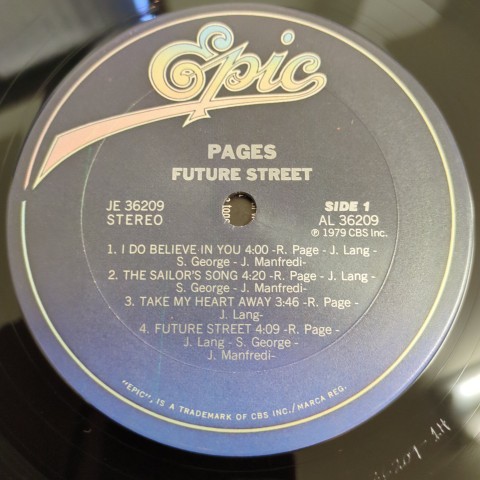 Epic
PAGES
FUTURE STREET
JE 36209
STEREO
SIDE 1
AL 36209
℗ 1979 CBS Inc.
1. I DO BELIEVE IN YOU 4:00 -R. Page - J. Lang -
S. George - J. Manfredi-
2. THE SAILOR'S SONG 4:20 -R. Page - J. Lang -
S. George - J. Manfredi-
3. TAKE MY HEART AWAY 3:46 -R. Page -
J. Lang-
4. FUTURE STREET 4:09 -R. Page -
J. Lang - S. George -
J. Manfredi-
"EPIC", IS A TRADEMARK OF CBS INC./MARCA REG.